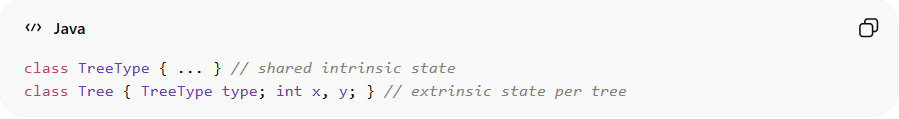 Java
class TreeType { ... } // shared intrinsic state
class Tree { TreeType type; int x, y; } // extrinsic state per tree